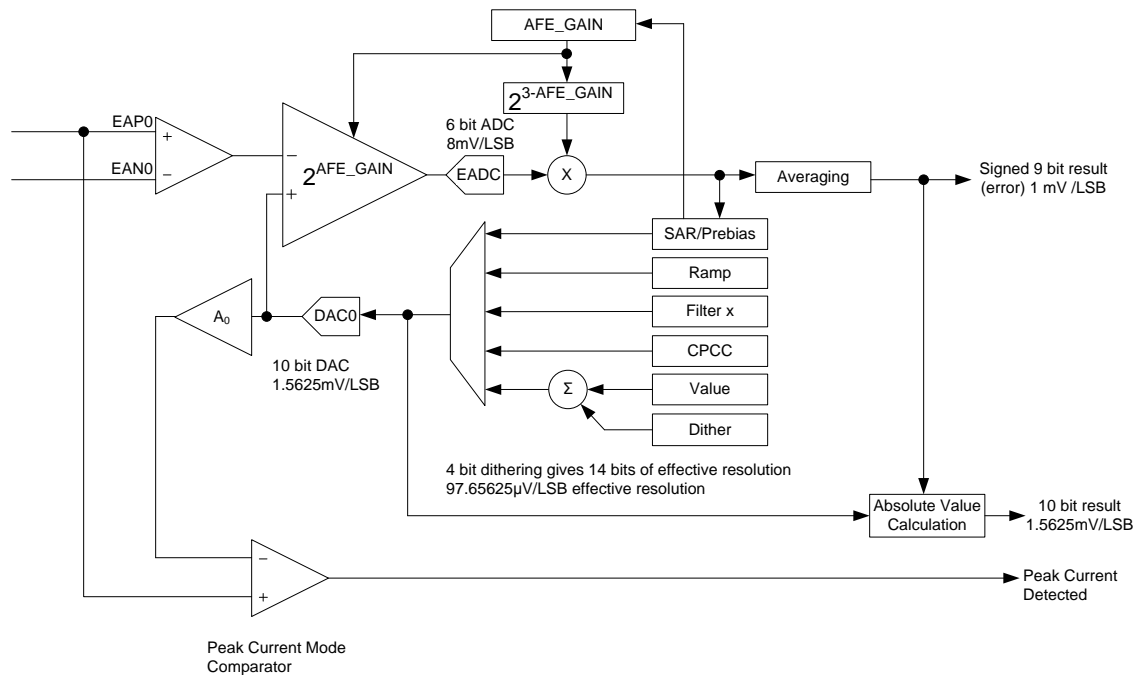 AFE_GAIN
2^3-AFE_GAIN
EAP0
EAN0
+
−
−
+
2^AFE_GAIN
6 bit ADC
8mV/LSB
EADC
X
Averaging
Signed 9 bit result
(error) 1 mV /LSB
SAR/Prebias
Ramp
Filter x
CPCC
Value
Dither
Σ
A0
DAC0
10 bit DAC
1.5625mV/LSB
4 bit dithering gives 14 bits of effective resolution
97.65625µV/LSB effective resolution
Absolute Value
Calculation
10 bit result
1.5625mV/LSB
−
+
Peak Current
Detected
Peak Current Mode
Comparator